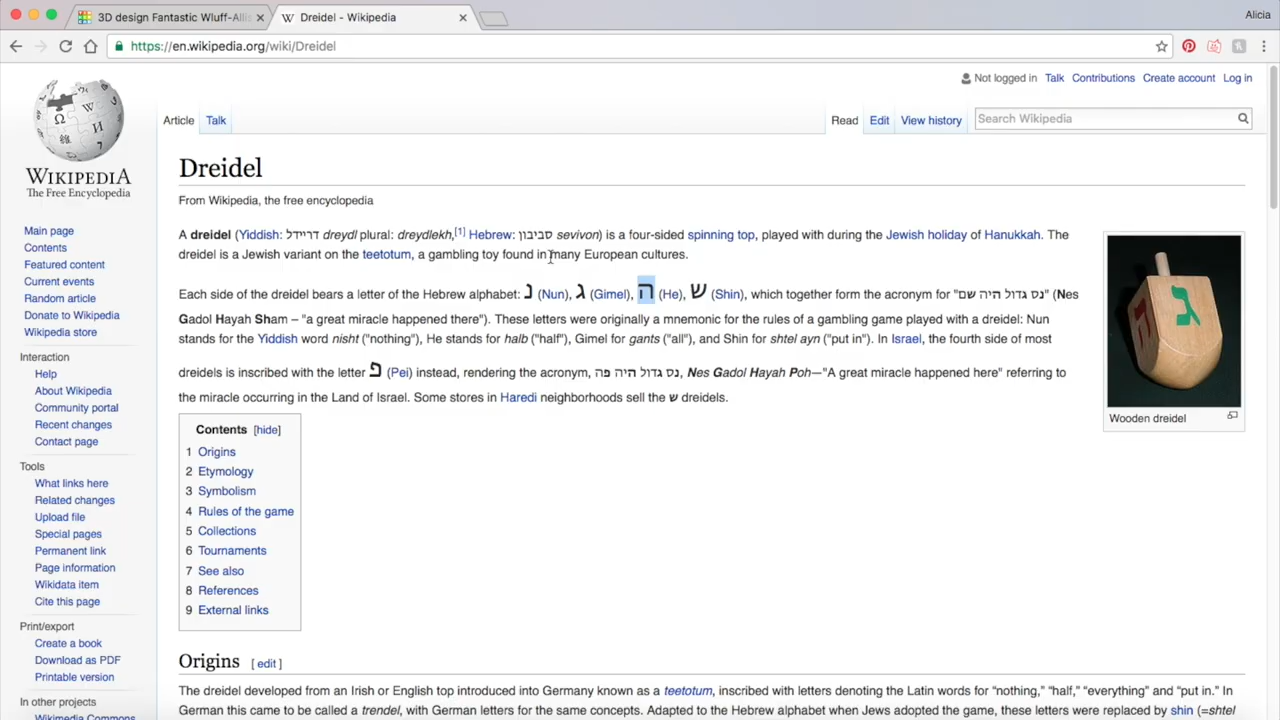 3D design Fantastic Wluff-Allis
Dreidel - Wikipedia
Alicia
https://en.wikipedia.org/wiki/Dreidel
Not logged in Talk Contributions Create account Log in
Article Talk Read Edit View history Search Wikipedia
WIKIPEDIA
The Free Encyclopedia
Main page
Contents
Featured content
Current events
Random article
Donate to Wikipedia
Wikipedia store
Interaction
Help
About Wikipedia
Community portal
Recent changes
Contact page
Tools
What links here
Related changes
Upload file
Special pages
Permanent link
Page information
Wikidata item
Cite this page
Print/export
Create a book
Download as PDF
Printable version
In other projects
Wikimedia Commons
Dreidel
From Wikipedia, the free encyclopedia
A dreidel (Yiddish: דריידל dreydl plural: dreydlekh,[1] Hebrew: סביבון sevivon) is a four-sided spinning top, played with during the Jewish holiday of Hanukkah. The
dreidel is a Jewish variant on the teetotum, a gambling toy found in many European cultures.
Each side of the dreidel bears a letter of the Hebrew alphabet: נ (Nun), ג (Gimel), ה (He), ש (Shin), which together form the acronym for "נס גדול היה שם" (Nes
Gadol Hayah Sham – "a great miracle happened there"). These letters were originally a mnemonic for the rules of a gambling game played with a dreidel: Nun
stands for the Yiddish word nisht ("nothing"), He stands for halb ("half"), Gimel for gants ("all"), and Shin for shtel ayn ("put in"). In Israel, the fourth side of most
dreidels is inscribed with the letter פ (Pei) instead, rendering the acronym, נס גדול היה פה, Nes Gadol Hayah Poh—"A great miracle happened here" referring to
the miracle occurring in the Land of Israel. Some stores in Haredi neighborhoods sell the ש dreidels.
ג
ה
Wooden dreidel
Contents [hide]
1 Origins
2 Etymology
3 Symbolism
4 Rules of the game
5 Collections
6 Tournaments
7 See also
8 References
9 External links
Origins [ edit ]
The dreidel developed from an Irish or English top introduced into Germany known as a teetotum, inscribed with letters denoting the Latin words for "nothing," "half," "everything" and "put in." In
German this came to be called a trendel, with German letters for the same concepts. Adapted to the Hebrew alphabet when Jews adopted the game, these letters were replaced by shin (=shtel